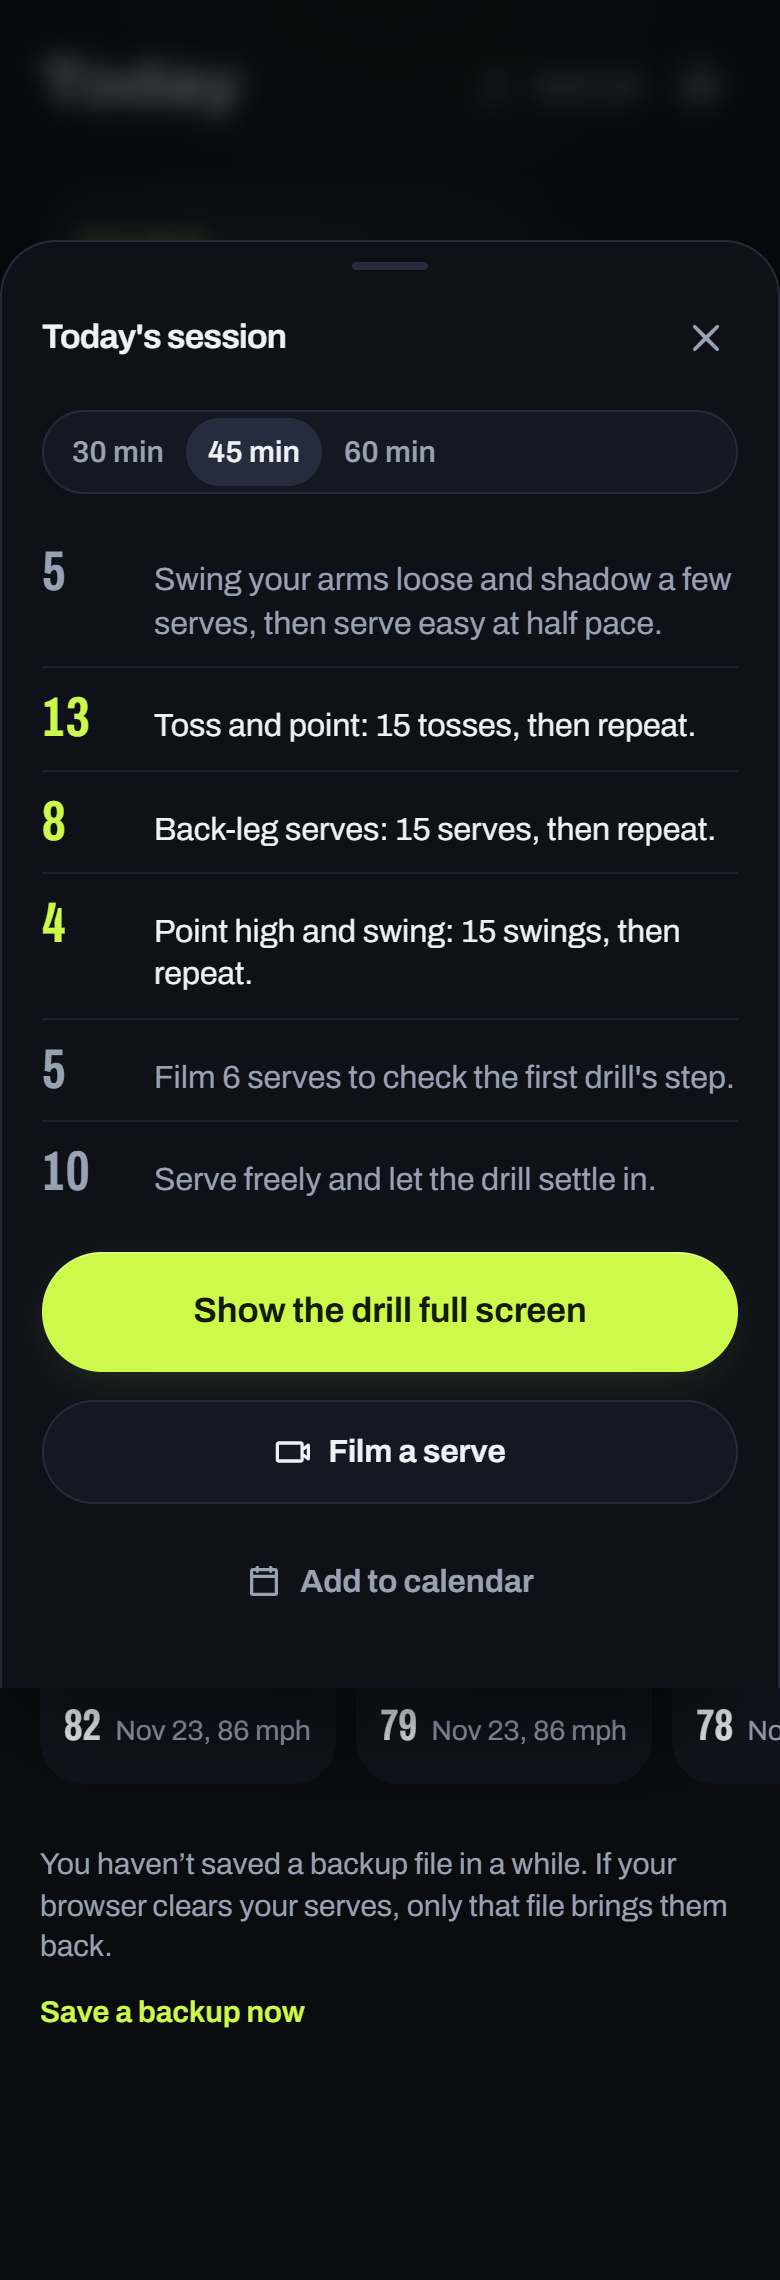 Today
Today's session
30 min 45 min 60 min
5 Swing your arms loose and shadow a few
serves, then serve easy at half pace.
13 Toss and point: 15 tosses, then repeat.
8 Back-leg serves: 15 serves, then repeat.
4 Point high and swing: 15 swings, then
repeat.
5 Film 6 serves to check the first drill's step.
10 Serve freely and let the drill settle in.
Show the drill full screen
Film a serve
Add to calendar
82 Nov 23, 86 mph 79 Nov 23, 86 mph 78 No
You haven’t saved a backup file in a while. If your
browser clears your serves, only that file brings them
back.
Save a backup now